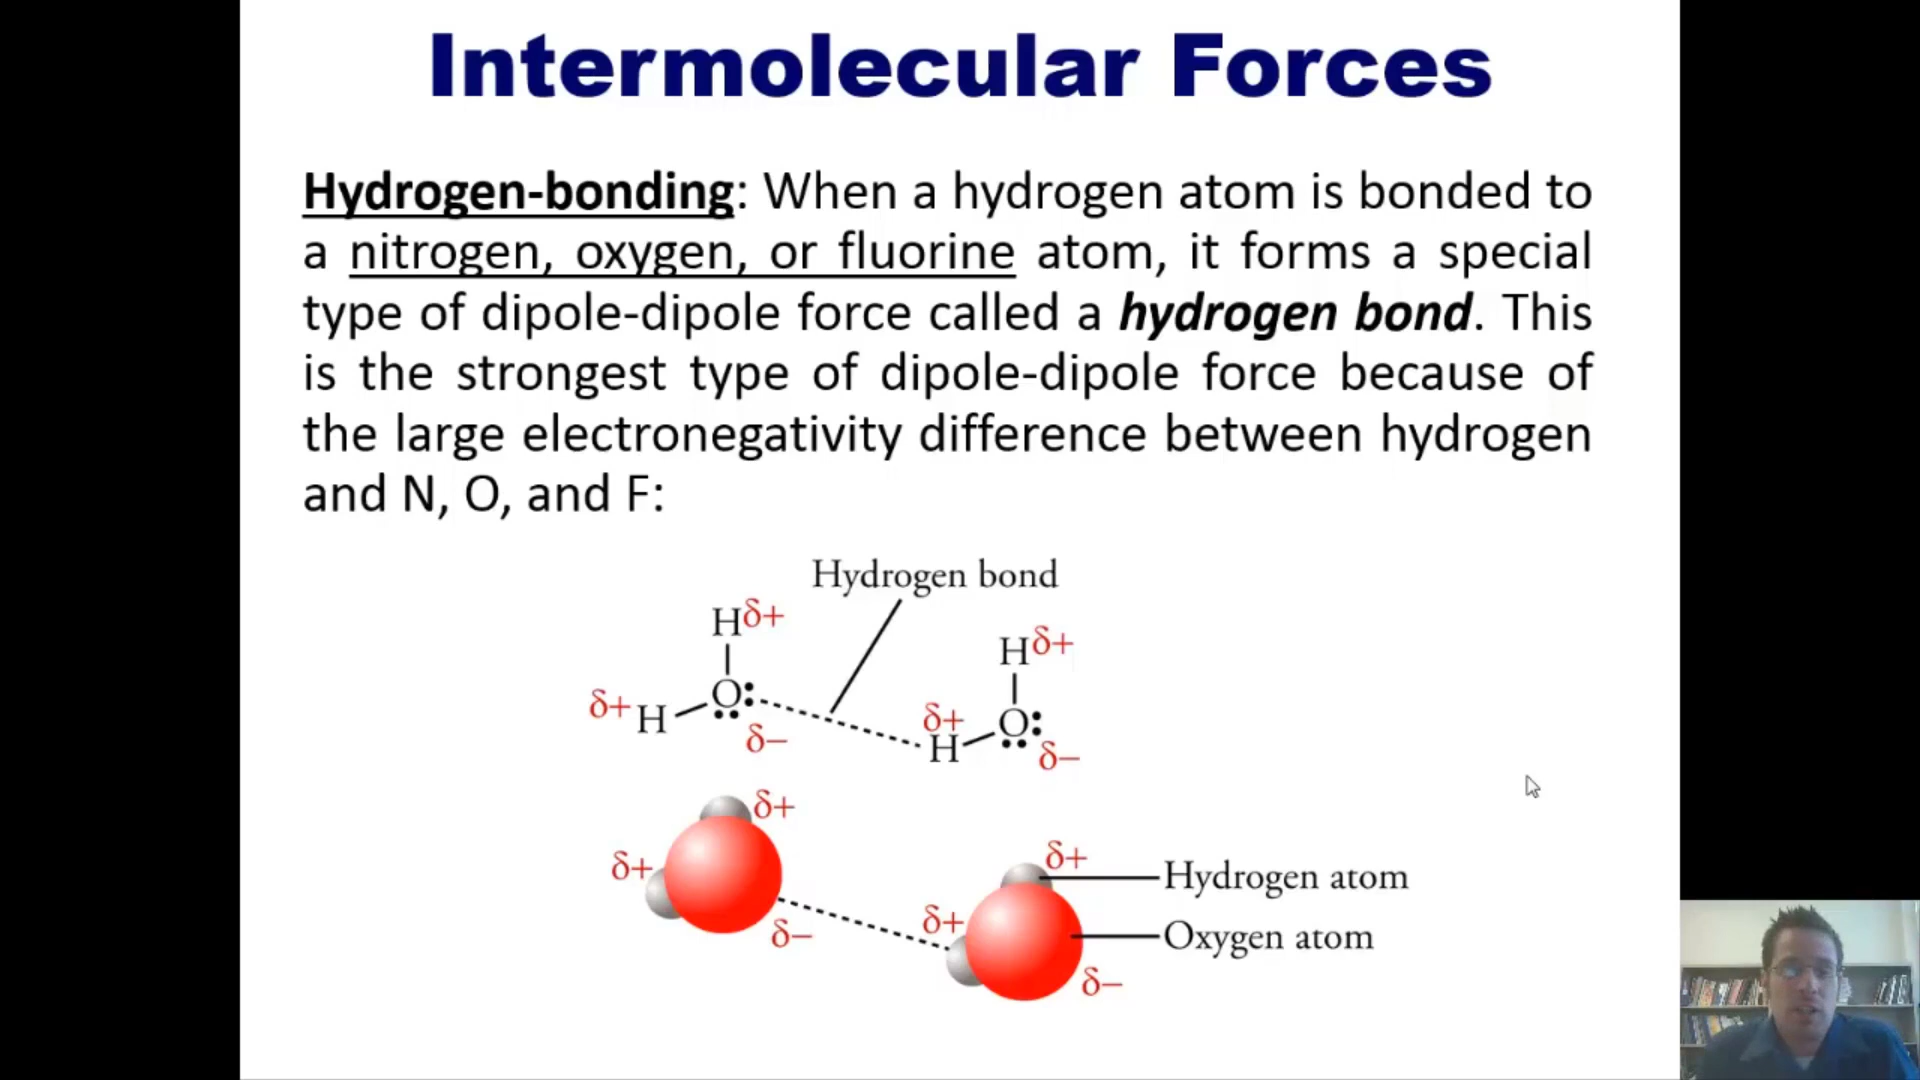 Intermolecular Forces
Hydrogen-bonding: When a hydrogen atom is bonded to
a nitrogen, oxygen, or fluorine atom, it forms a special
type of dipole-dipole force called a hydrogen bond. This
is the strongest type of dipole-dipole force because of
the large electronegativity difference between hydrogen
and N, O, and F:
Hydrogen bond
Hδ+
Hδ+
δ+ H O δ−
δ+ H O δ−
δ+
δ+
δ−
δ+
δ+
δ−
Hydrogen atom
Oxygen atom